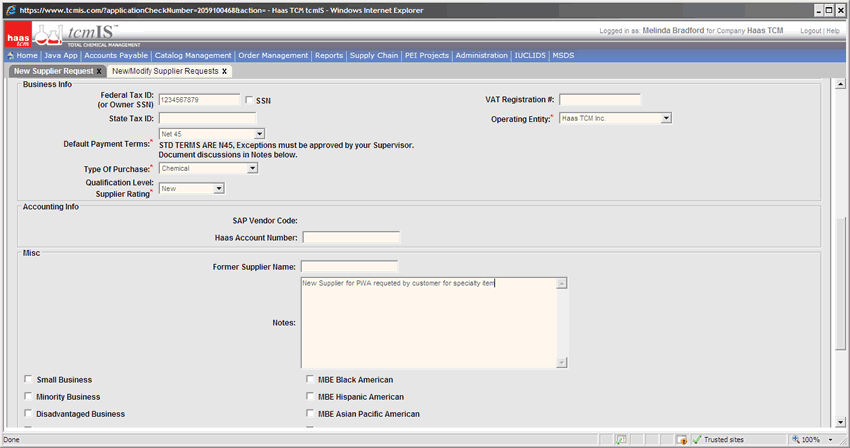 https://www.tcmis.com/?applicationCheckNumber=2059100468&action= - Haas TCM tcmIS - Windows Internet Explorer
haas tcm
tcmIS™
TOTAL CHEMICAL MANAGEMENT
Logged in as: Melinda Bradford for Company Haas TCM
Logout | Help
Home | Java App | Accounts Payable | Catalog Management | Order Management | Reports | Supply Chain | PEI Projects | Administration | IUCLID5 | MSDS
New Supplier Request X New/Modify Supplier Requests X
Business Info
Federal Tax ID: (or Owner SSN) 1234567879 SSN VAT Registration #:
State Tax ID: Operating Entity:* Haas TCM Inc.
Default Payment Terms:* Net 45
STD TERMS ARE N45, Exceptions must be approved by your Supervisor.
Document discussions in Notes below.
Type Of Purchase:* Chemical
Qualification Level:
Supplier Rating* New
Accounting Info
SAP Vendor Code:
Haas Account Number:
Misc
Former Supplier Name:
Notes: New Supplier for PWA requeted by customer for specialty item
Small Business MBE Black American
Minority Business MBE Hispanic American
Disadvantaged Business MBE Asian Pacific American
Done Trusted sites 100%